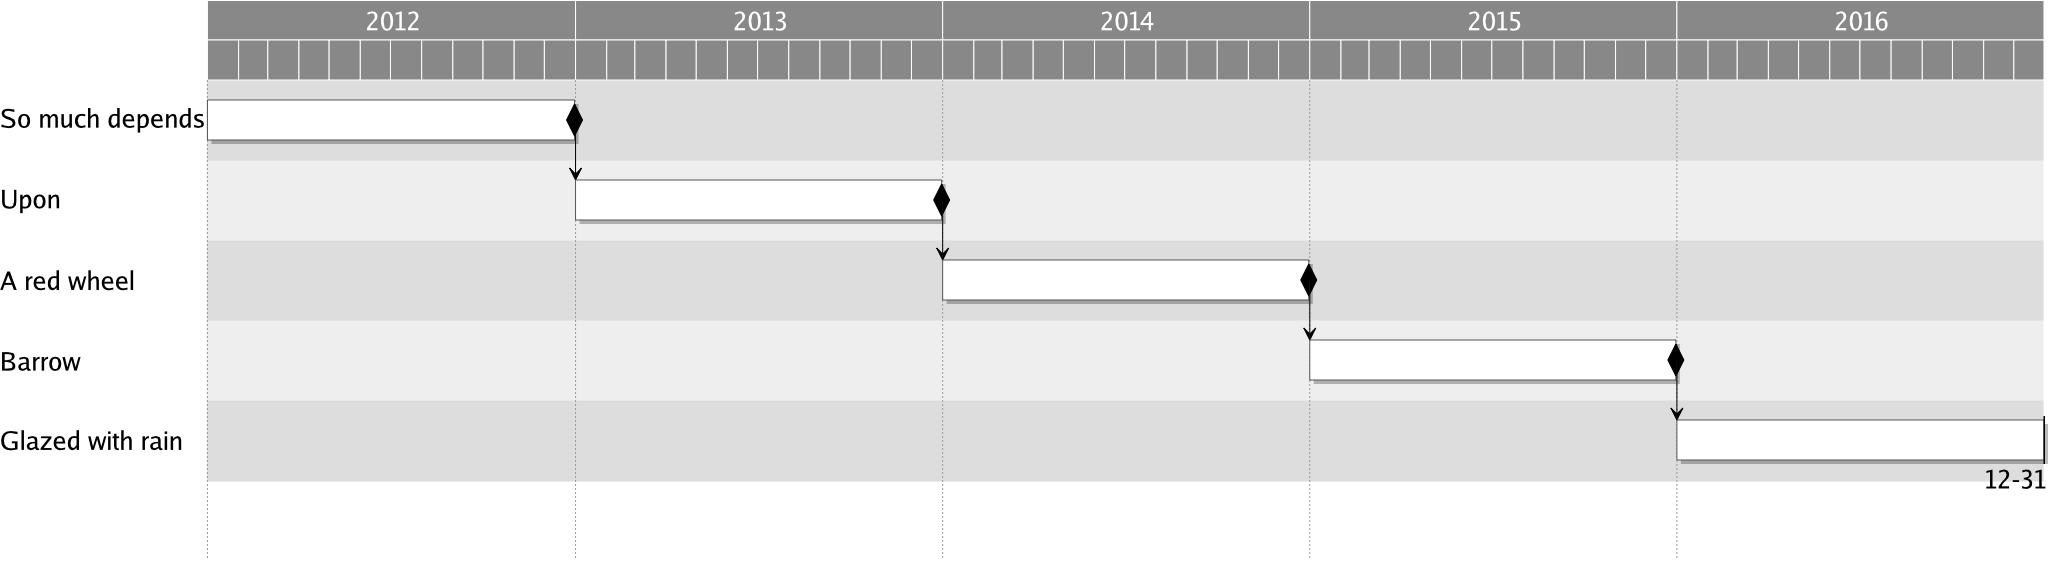 2012 2013 2014 2015 2016
So much depends
Upon
A red wheel
Barrow
Glazed with rain
12-31